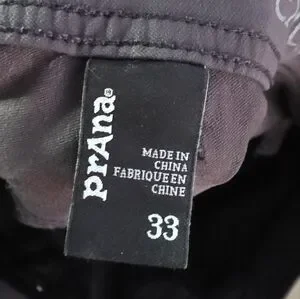 prAna®
MADE IN
CHINA
FABRIQUE EN
CHINE
33